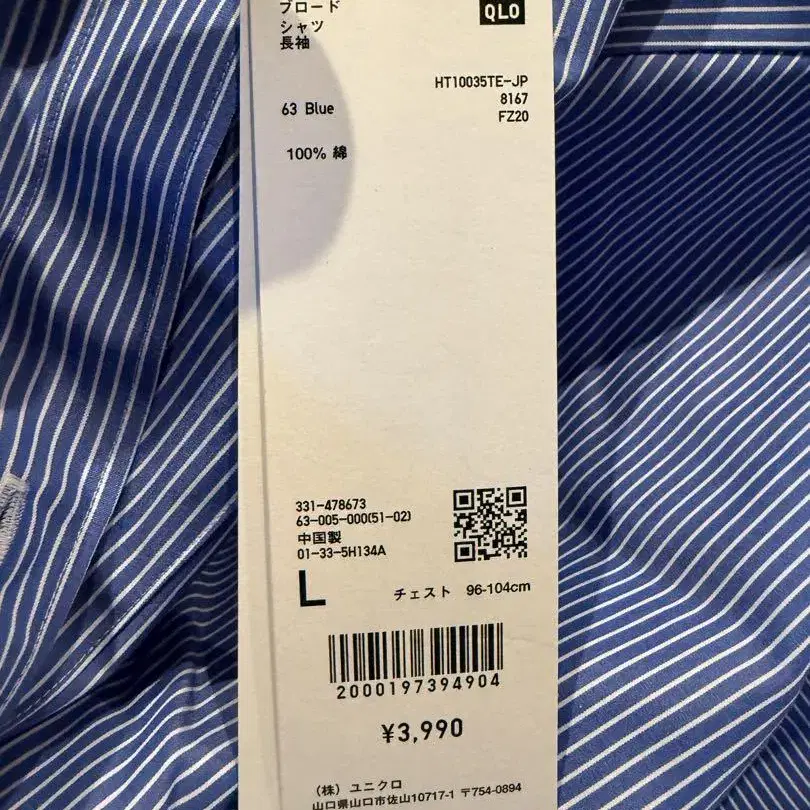 ブロード
シャツ
長袖
QLO
HT10035TE-JP
8167
FZ20
63 Blue
100% 綿
331-478673
63-005-000(51-02)
中国製
01-33-5H134A
L
チェスト 96-104cm
2000197394904
¥3,990
(株) ユニクロ
山口県山口市佐山10717-1 〒754-0894